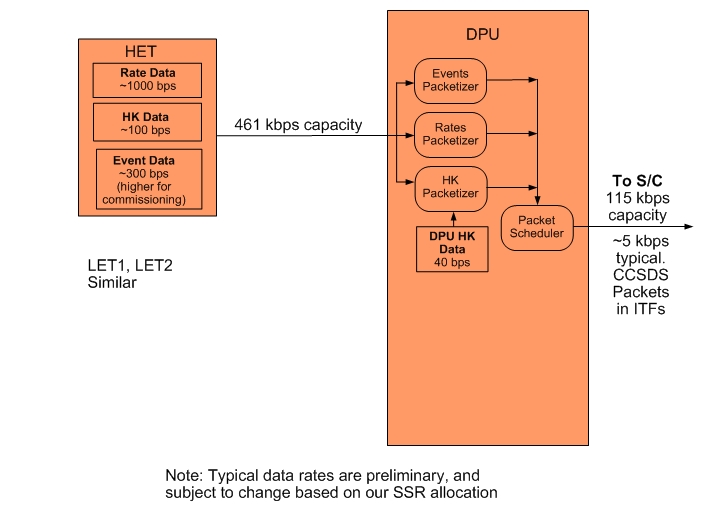 HET
Rate Data
~1000 bps
HK Data
~100 bps
Event Data
~300 bps
(higher for
commissioning)
461 kbps capacity
LET1, LET2
Similar
DPU
Events
Packetizer
Rates
Packetizer
HK
Packetizer
DPU HK
Data
40 bps
Packet
Scheduler
To S/C
115 kbps
capacity
~5 kbps
typical.
CCSDS
Packets
in ITFs
Note: Typical data rates are preliminary, and
subject to change based on our SSR allocation